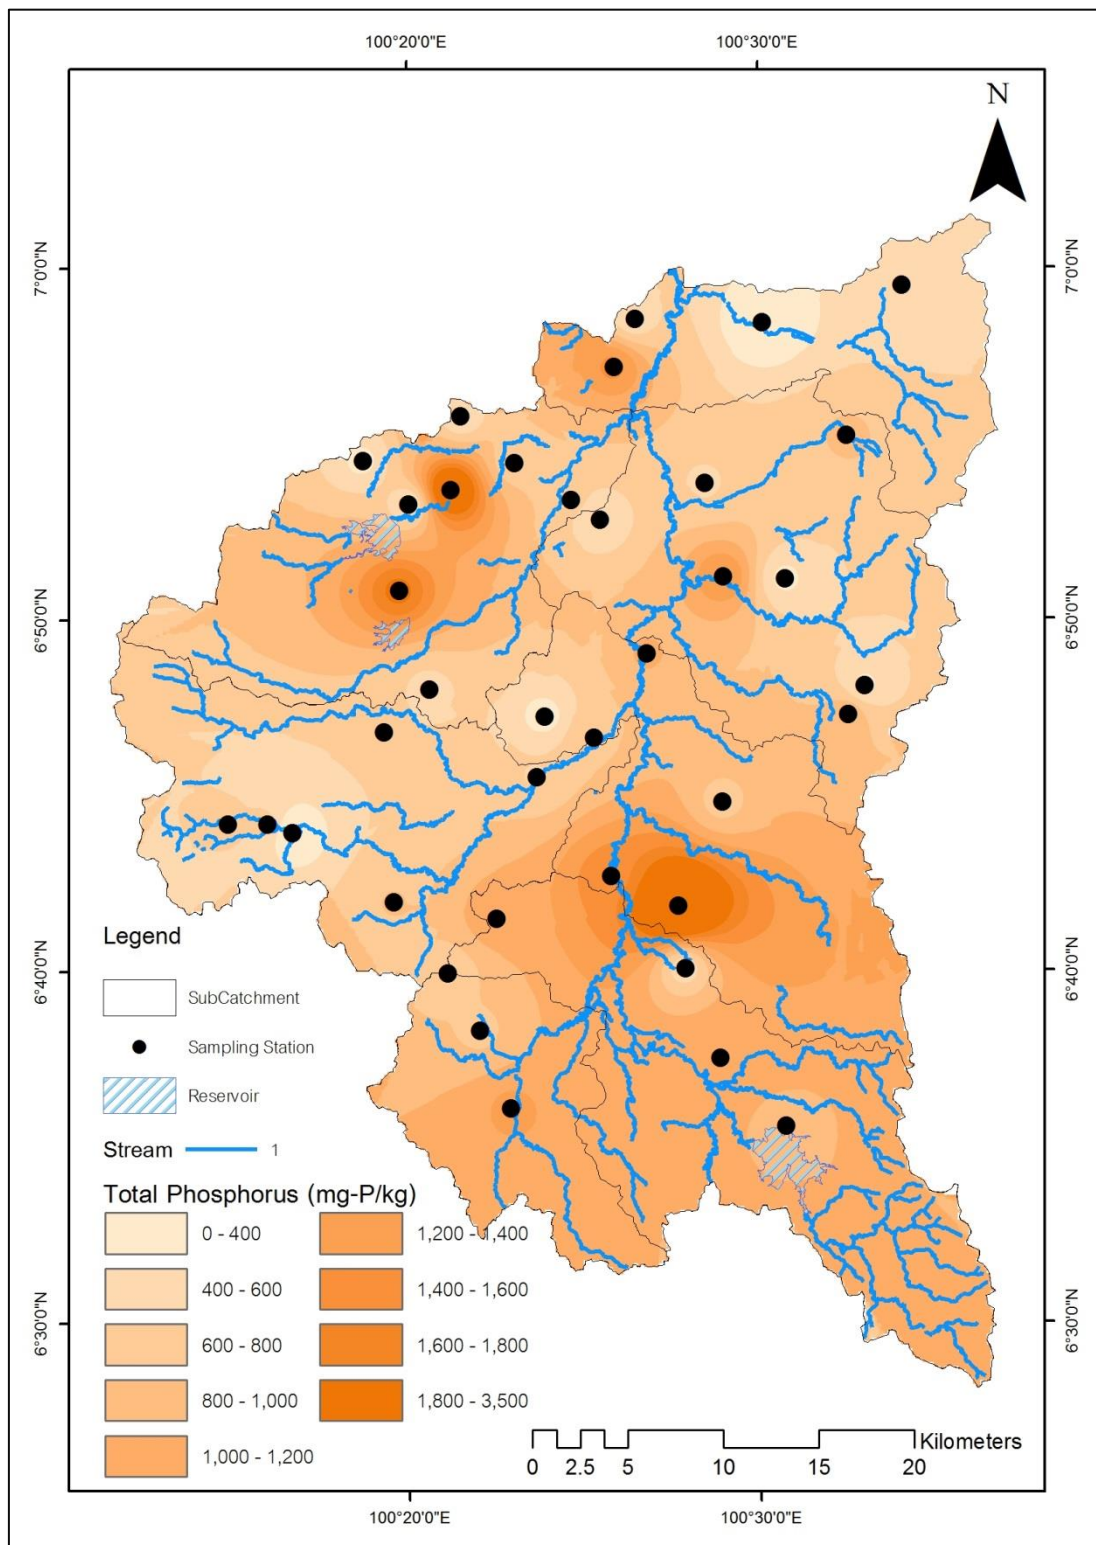 100°20'0"E 100°30'0"E
N
7°0'0"N 7°0'0"N
6°50'0"N 6°50'0"N
6°40'0"N 6°40'0"N
6°30'0"N 6°30'0"N
Legend
SubCatchment
Sampling Station
Reservoir
Stream 1
Total Phosphorus (mg-P/kg)
0 - 400 1,200 - 1,400
400 - 600 1,400 - 1,600
600 - 800 1,600 - 1,800
800 - 1,000 1,800 - 3,500
1,000 - 1,200
Kilometers
0 2.5 5 10 15 20
100°20'0"E 100°30'0"E